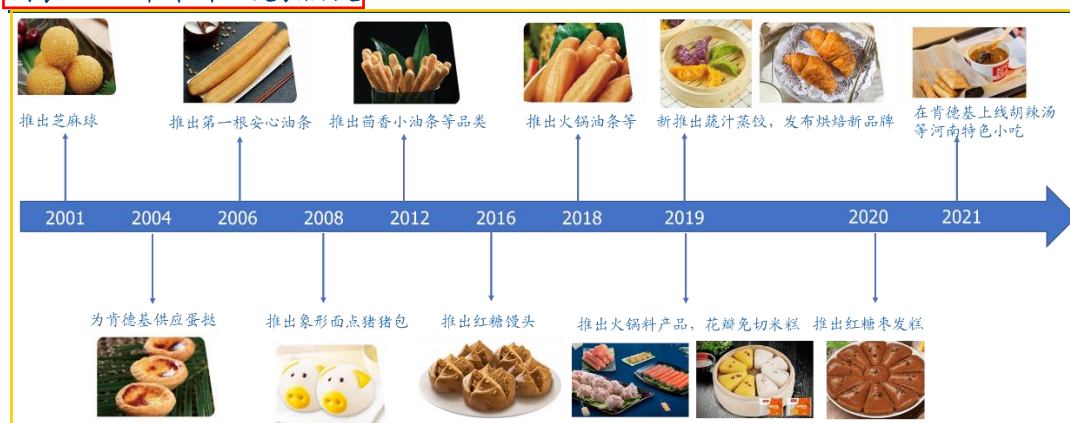 推出芝麻球
推出第一根安心油条
推出茴香小油条等品类
推出火锅油条等
新推出蔬汁蒸饺，发布烘焙新品牌
在肯德基上线胡辣汤
等河南特色小吃
2001 2004 2006 2008 2012 2016 2018 2019 2020 2021
为肯德基供应蛋挞
推出象形面点猪猪包
推出红糖馒头
推出火锅料产品，花瓣免切米糕
推出红糖枣发糕